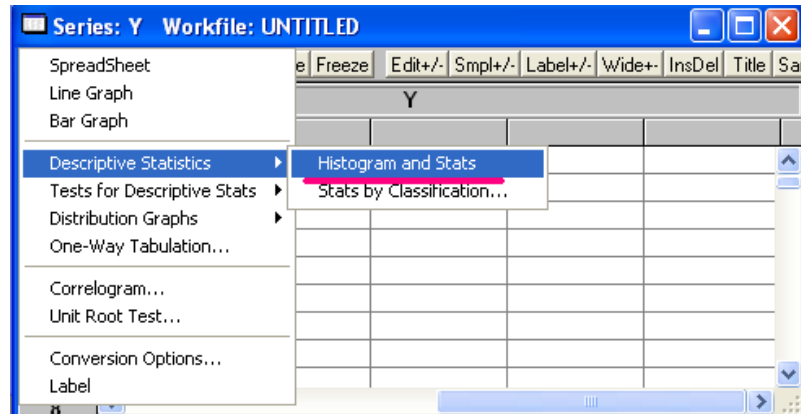 Series: Y Workfile: UNTITLED
e Freeze Edit+/- Smpl+/- Label+/- Wide+- InsDel Title Sa
Y
SpreadSheet
Line Graph
Bar Graph
Descriptive Statistics
Tests for Descriptive Stats
Distribution Graphs
One-Way Tabulation...
Correlogram...
Unit Root Test...
Conversion Options...
Label
Histogram and Stats
Stats by Classification...
8